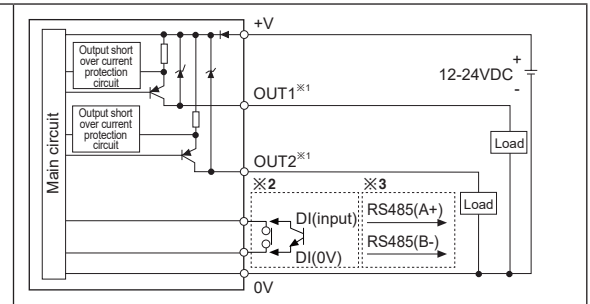 +V
Output short
over current
protection
circuit
+
12-24VDC
-
OUT1※1
Output short
over current
protection
circuit
Load
Main circuit
OUT2※1
※2
※3
DI(input)
RS485(A+)
Load
RS485(B-)
DI(0V)
0V